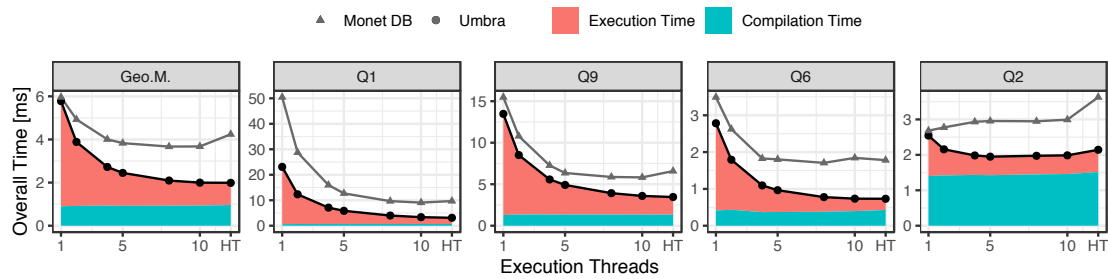 Monet DB Umbra Execution Time Compilation Time
Geo.M. Q1 Q9 Q6 Q2
Overall Time [ms]
6
4
2
0
1 5 10 HT
50
40
30
20
10
0
1 5 10 HT
15
10
5
0
1 5 10 HT
3
2
1
0
1 5 10 HT
3
2
1
0
1 5 10 HT
Execution Threads